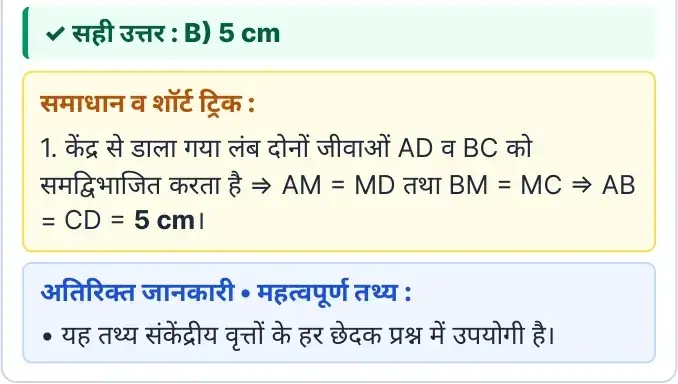 ✓ सही उत्तर : B) 5 cm
समाधान व शॉर्ट ट्रिक :
1. केंद्र से डाला गया लंब दोनों जीवाओं AD व BC को
समद्विभाजित करता है ⇒ AM = MD तथा BM = MC ⇒ AB
= CD = 5 cm।
अतिरिक्त जानकारी • महत्वपूर्ण तथ्य :
• यह तथ्य संकेंद्रीय वृत्तों के हर छेदक प्रश्न में उपयोगी है।